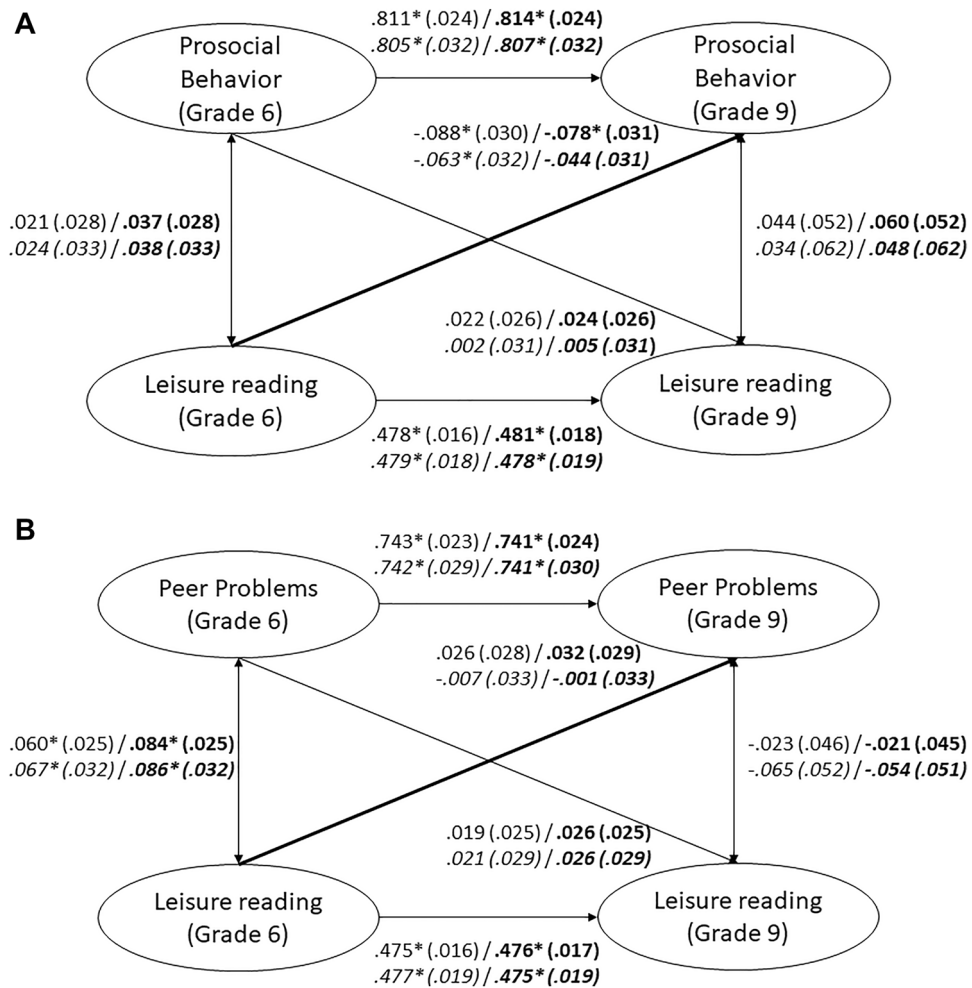 A
.811* (.024) / .814* (.024)
.805* (.032) / .807* (.032)
Prosocial
Behavior
(Grade 6)
Prosocial
Behavior
(Grade 9)
-.088* (.030) / -.078* (.031)
-.063* (.032) / -.044 (.031)
.021 (.028) / .037 (.028)
.024 (.033) / .038 (.033)
.044 (.052) / .060 (.052)
.034 (.062) / .048 (.062)
.022 (.026) / .024 (.026)
.002 (.031) / .005 (.031)
Leisure reading
(Grade 6)
Leisure reading
(Grade 9)
.478* (.016) / .481* (.018)
.479* (.018) / .478* (.019)
B
.743* (.023) / .741* (.024)
.742* (.029) / .741* (.030)
Peer Problems
(Grade 6)
Peer Problems
(Grade 9)
.026 (.028) / .032 (.029)
-.007 (.033) / -.001 (.033)
.060* (.025) / .084* (.025)
.067* (.032) / .086* (.032)
-.023 (.046) / -.021 (.045)
-.065 (.052) / -.054 (.051)
.019 (.025) / .026 (.025)
.021 (.029) / .026 (.029)
Leisure reading
(Grade 6)
Leisure reading
(Grade 9)
.475* (.016) / .476* (.017)
.477* (.019) / .475* (.019)